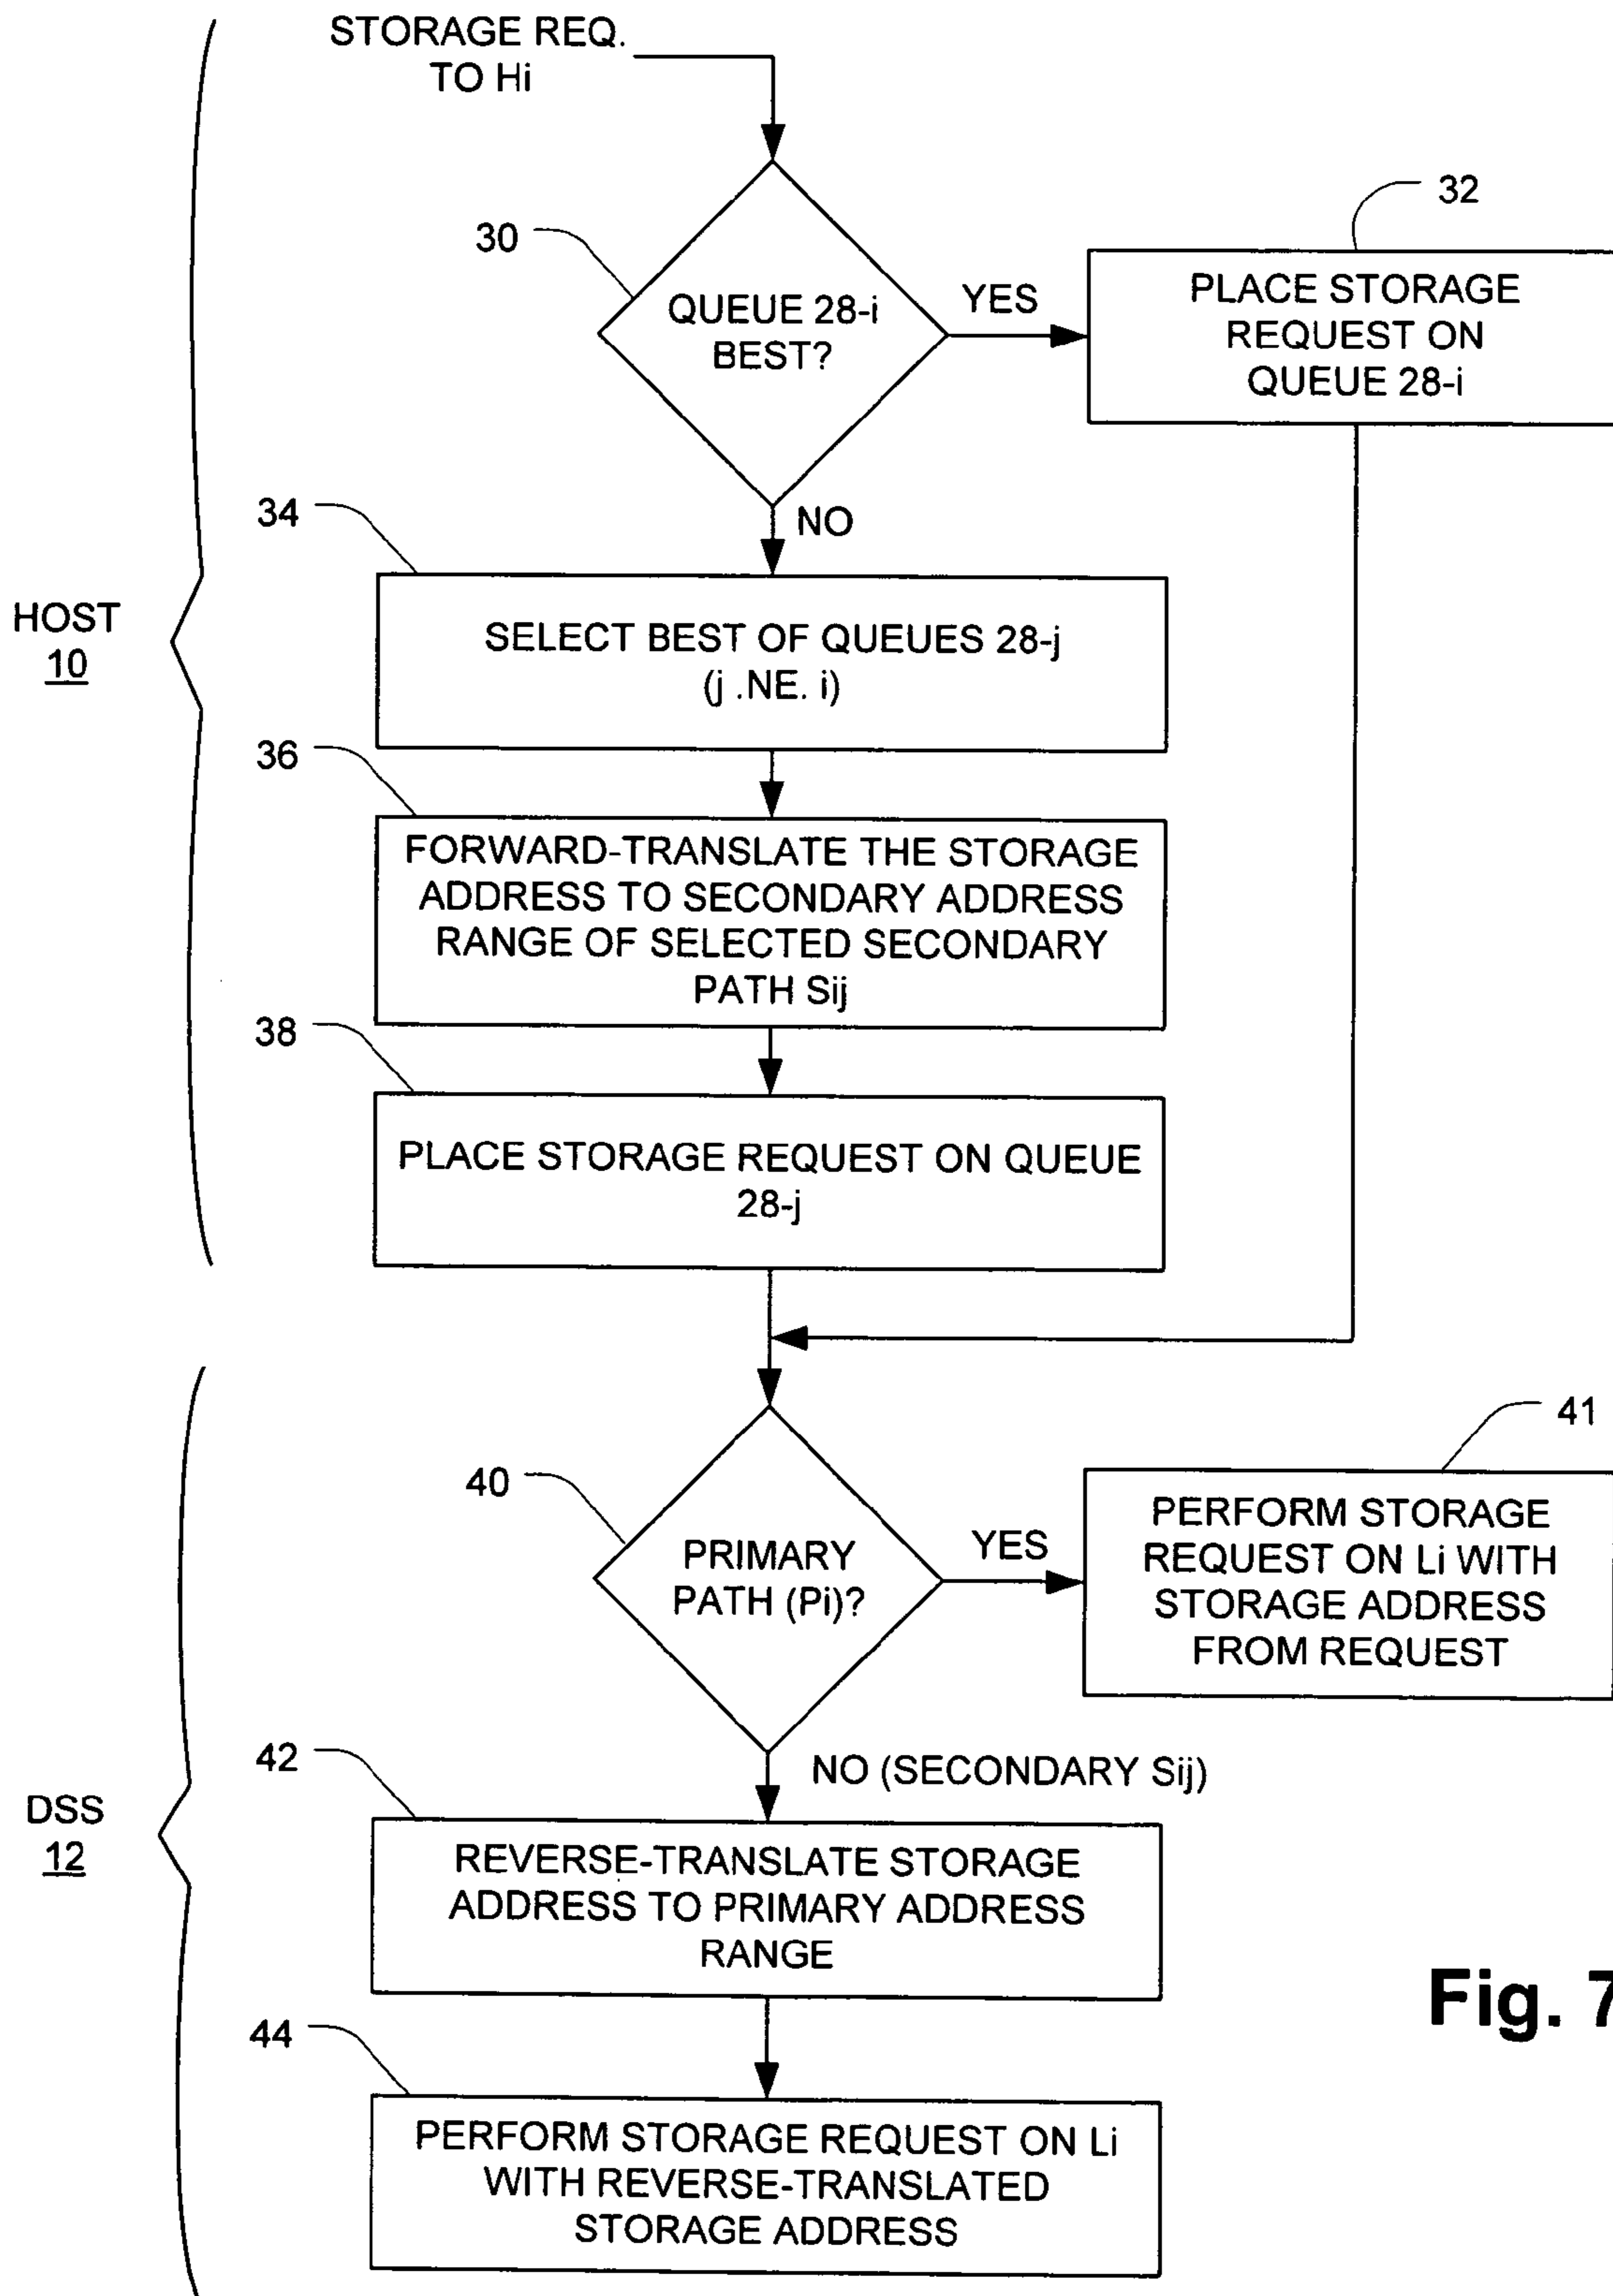 STORAGE REQ.
TO Hi
30
QUEUE 28-i
BEST?
YES
32
PLACE STORAGE
REQUEST ON
QUEUE 28-i
NO
34
SELECT BEST OF QUEUES 28-j
(j .NE. i)
HOST
10
36
FORWARD-TRANSLATE THE STORAGE
ADDRESS TO SECONDARY ADDRESS
RANGE OF SELECTED SECONDARY
PATH Sij
38
PLACE STORAGE REQUEST ON QUEUE
28-j
40
PRIMARY
PATH (Pi)?
YES
41
PERFORM STORAGE
REQUEST ON Li WITH
STORAGE ADDRESS
FROM REQUEST
NO (SECONDARY Sij)
DSS
12
42
REVERSE-TRANSLATE STORAGE
ADDRESS TO PRIMARY ADDRESS
RANGE
44
PERFORM STORAGE REQUEST ON Li
WITH REVERSE-TRANSLATED
STORAGE ADDRESS
Fig. 7